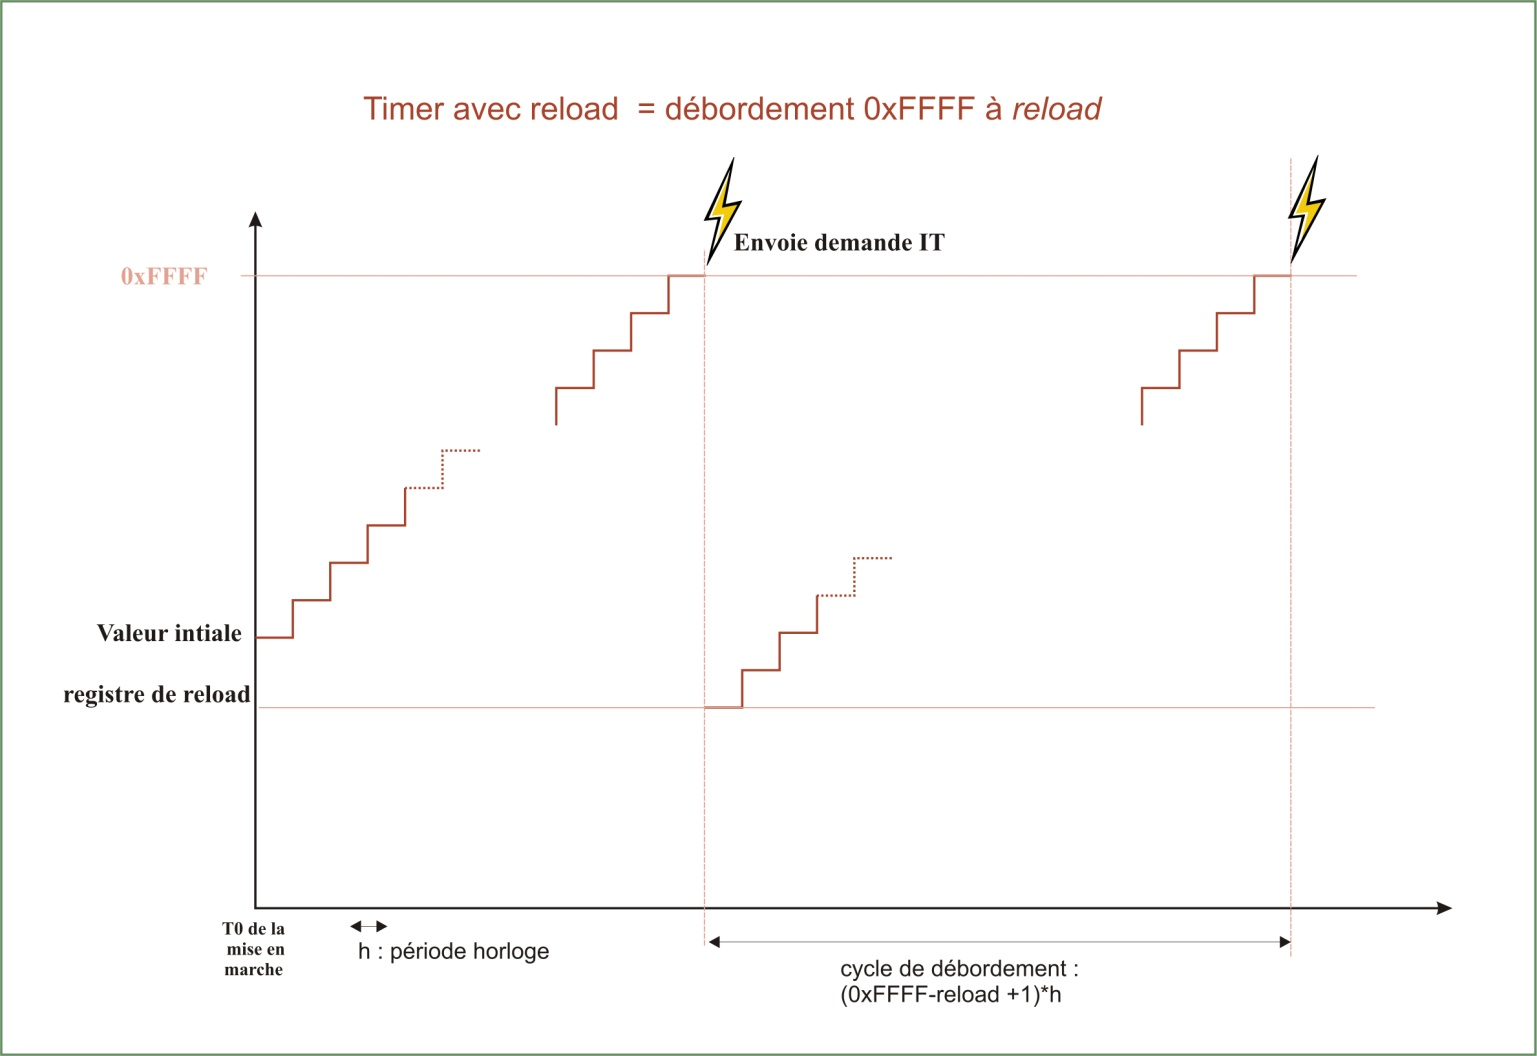 Timer avec reload = débordement 0xFFFF à reload
Envoie demande IT
0xFFFF
Valeur intiale
registre de reload
T0 de la
mise en
marche
h : période horloge
cycle de débordement :
(0xFFFF-reload +1)*h